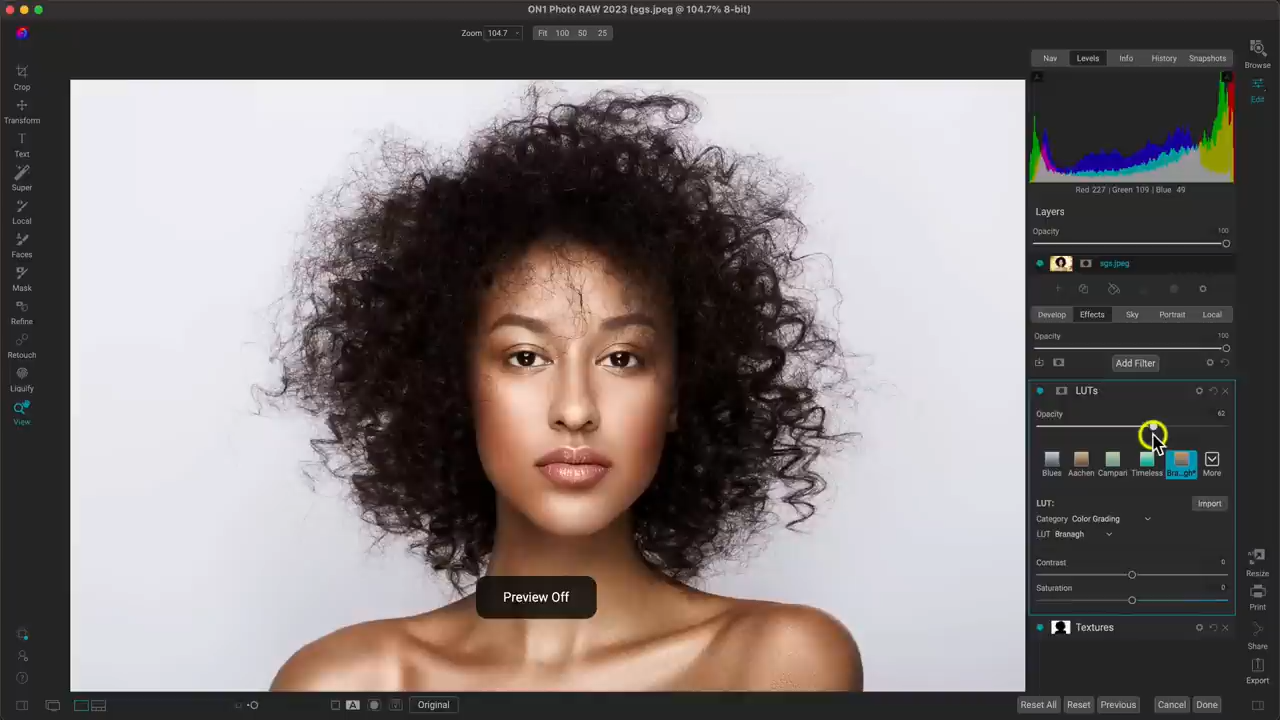 ON1 Photo RAW 2023 (sgs.jpeg @ 104.7% 8-bit)
Zoom 104.7 Fit 100 50 25
Crop
Transform
Text
Super
Local
Faces
Mask
Refine
Retouch
Liquify
View
Preview Off
Nav Levels Info History Snapshots
Red 227 | Green 109 | Blue 49
Layers
Opacity 100
sgs.jpeg
Develop Effects Sky Portrait Local
Opacity 100
Add Filter
LUTs
Opacity 62
Blues Aachen Campari Timeless Bra...gh* More
LUT: Import
Category Color Grading
LUT Branagh
Contrast 0
Saturation 0
Textures
Browse
Edit
Resize
Print
Share
Export
A Original
Reset All Reset Previous Cancel Done